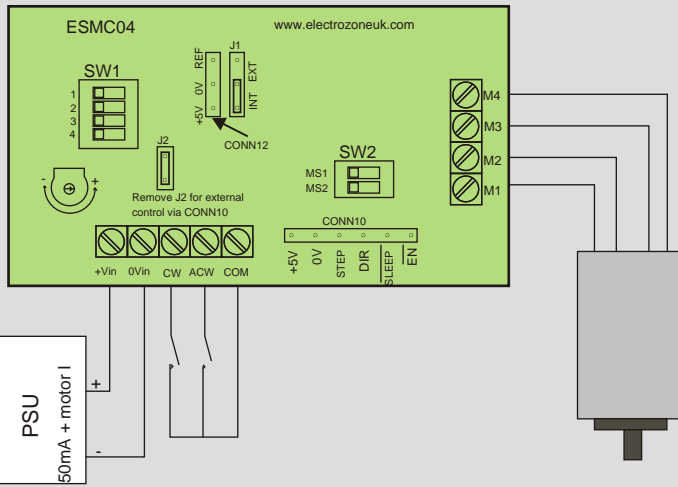 ESMC04
www.electrozoneuk.com
SW1
1
2
3
4
REF
0V
+5V
J1
EXT
INT
CONN12
J2
Remove J2 for external
control via CONN10
- +
SW2
MS1
MS2
M4
M3
M2
M1
CONN10
+5V
0V
STEP
DIR
SLEEP
EN
+Vin
0Vin
CW
ACW
COM
PSU
50mA + motor I
+
-